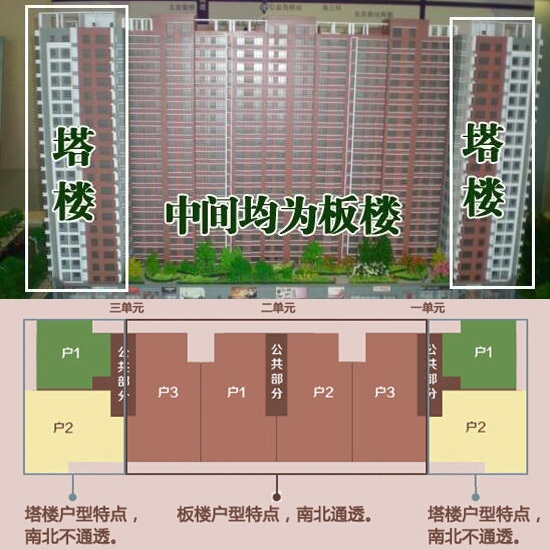 塔楼
中间均为板楼
塔楼
三单元
二单元
一单元
户1
公共部分
户3
户1
公共部分
户2
户3
公共部分
户1
户2
户2
塔楼户型特点，
南北不通透。
板楼户型特点，南北通透。
塔楼户型特点，
南北不通透。